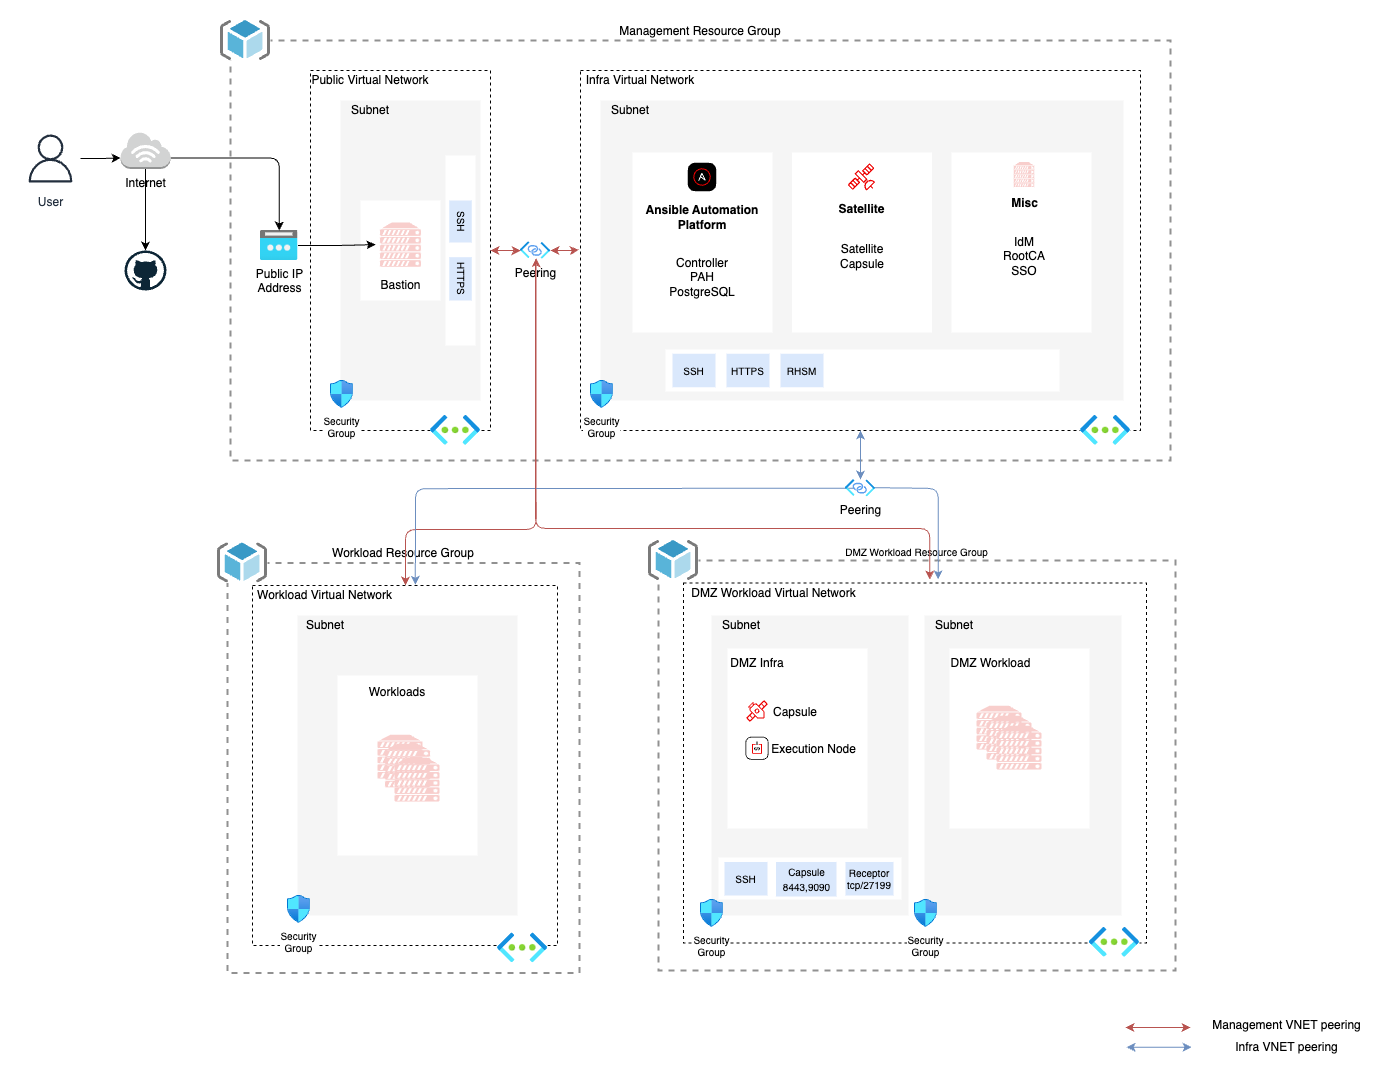 Management Resource Group
Public Virtual Network
Subnet
User
Internet
Public IP
Address
Bastion
SSH
HTTPS
Security
Group
Peering
Infra Virtual Network
Subnet
Ansible Automation
Platform
Controller
PAH
PostgreSQL
Satellite
Satellite
Capsule
Misc
IdM
RootCA
SSO
SSH
HTTPS
RHSM
Security
Group
Peering
Workload Resource Group
Workload Virtual Network
Subnet
Workloads
Security
Group
DMZ Workload Resource Group
DMZ Workload Virtual Network
Subnet
DMZ Infra
Capsule
Execution Node
SSH
Capsule
8443,9090
Receptor
tcp/27199
Security
Group
Subnet
DMZ Workload
Security
Group
Management VNET peering
Infra VNET peering